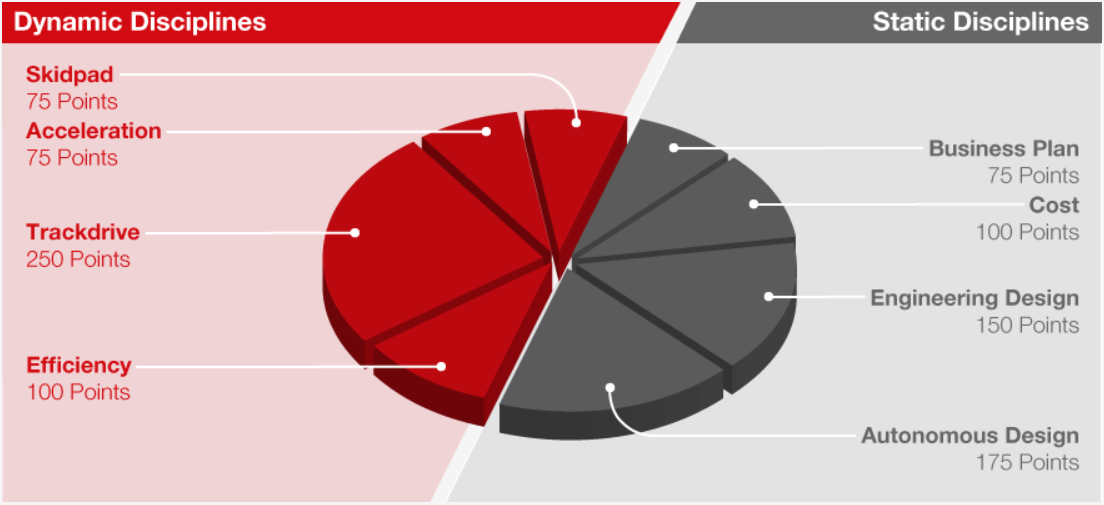 Dynamic Disciplines
Static Disciplines
Skidpad
75 Points
Acceleration
75 Points
Trackdrive
250 Points
Efficiency
100 Points
Business Plan
75 Points
Cost
100 Points
Engineering Design
150 Points
Autonomous Design
175 Points